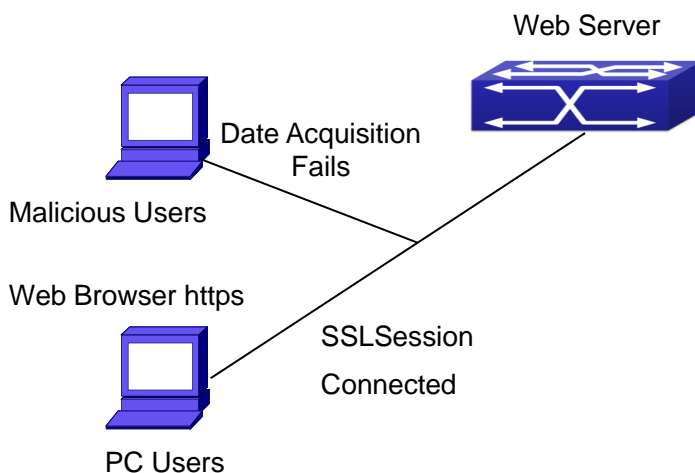 Web Server
Date Acquisition
Fails
Malicious Users
Web Browser https
SSLSession
Connected
PC Users